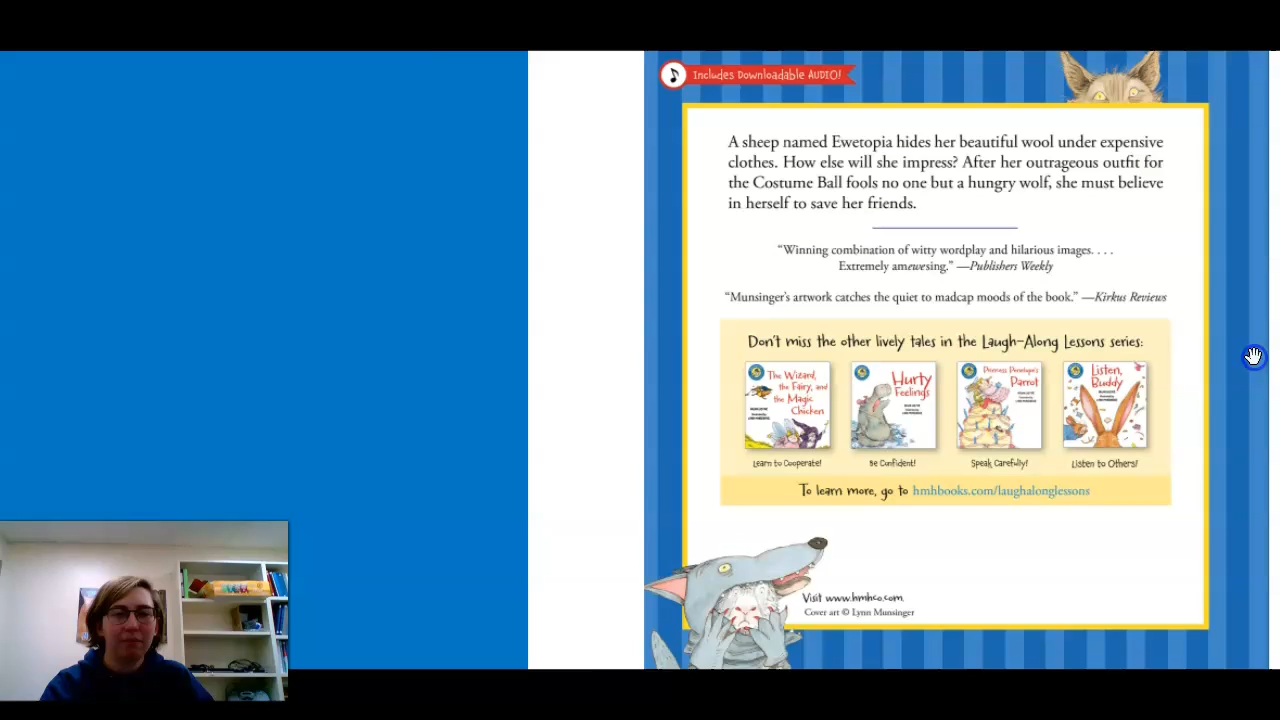 Includes Downloadable AUDIO!
A sheep named Ewetopia hides her beautiful wool under expensive
clothes. How else will she impress? After her outrageous outfit for
the Costume Ball fools no one but a hungry wolf, she must believe
in herself to save her friends.
“Winning combination of witty wordplay and hilarious images. . . .
Extremely amewesing.” —Publishers Weekly
“Munsinger’s artwork catches the quiet to madcap moods of the book.” —Kirkus Reviews
Don’t miss the other lively tales in the Laugh-Along Lessons series:
The Wizard,
the Fairy, and
the Magic
Chicken
Hurty
Feelings
Princess Penelope's
Parrot
Listen,
Buddy
Learn to Cooperate!
Be Confident!
Speak Carefully!
Listen to Others!
To learn more, go to hmhbooks.com/laughalonglessons
Visit www.hmhco.com.
Cover art © Lynn Munsinger